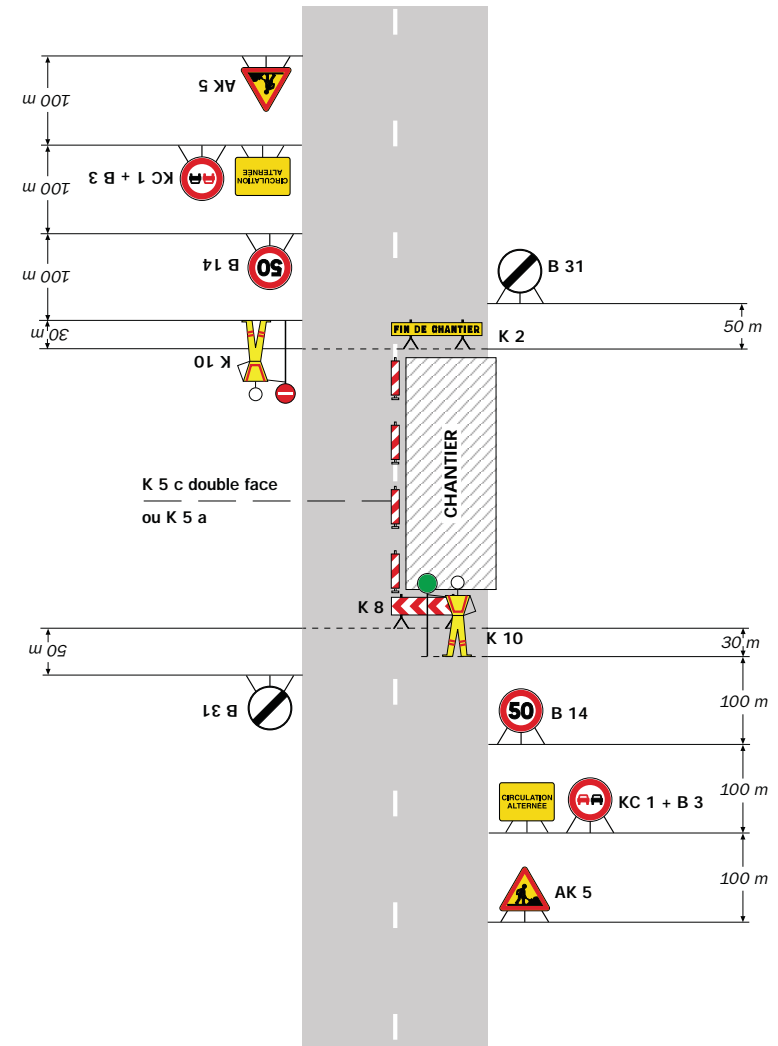 AK 5
100 m
KC 1 + B 3
CIRCULATION
ALTERNÉE
100 m
B 14
50
100 m
30 m
K 10
B 31
50 m
FIN DE CHANTIER
K 2
CHANTIER
K 5 c double face
ou K 5 a
K 8
K 10
30 m
50 m
B 31
50
B 14
100 m
CIRCULATION
ALTERNÉE
KC 1 + B 3
100 m
AK 5
100 m